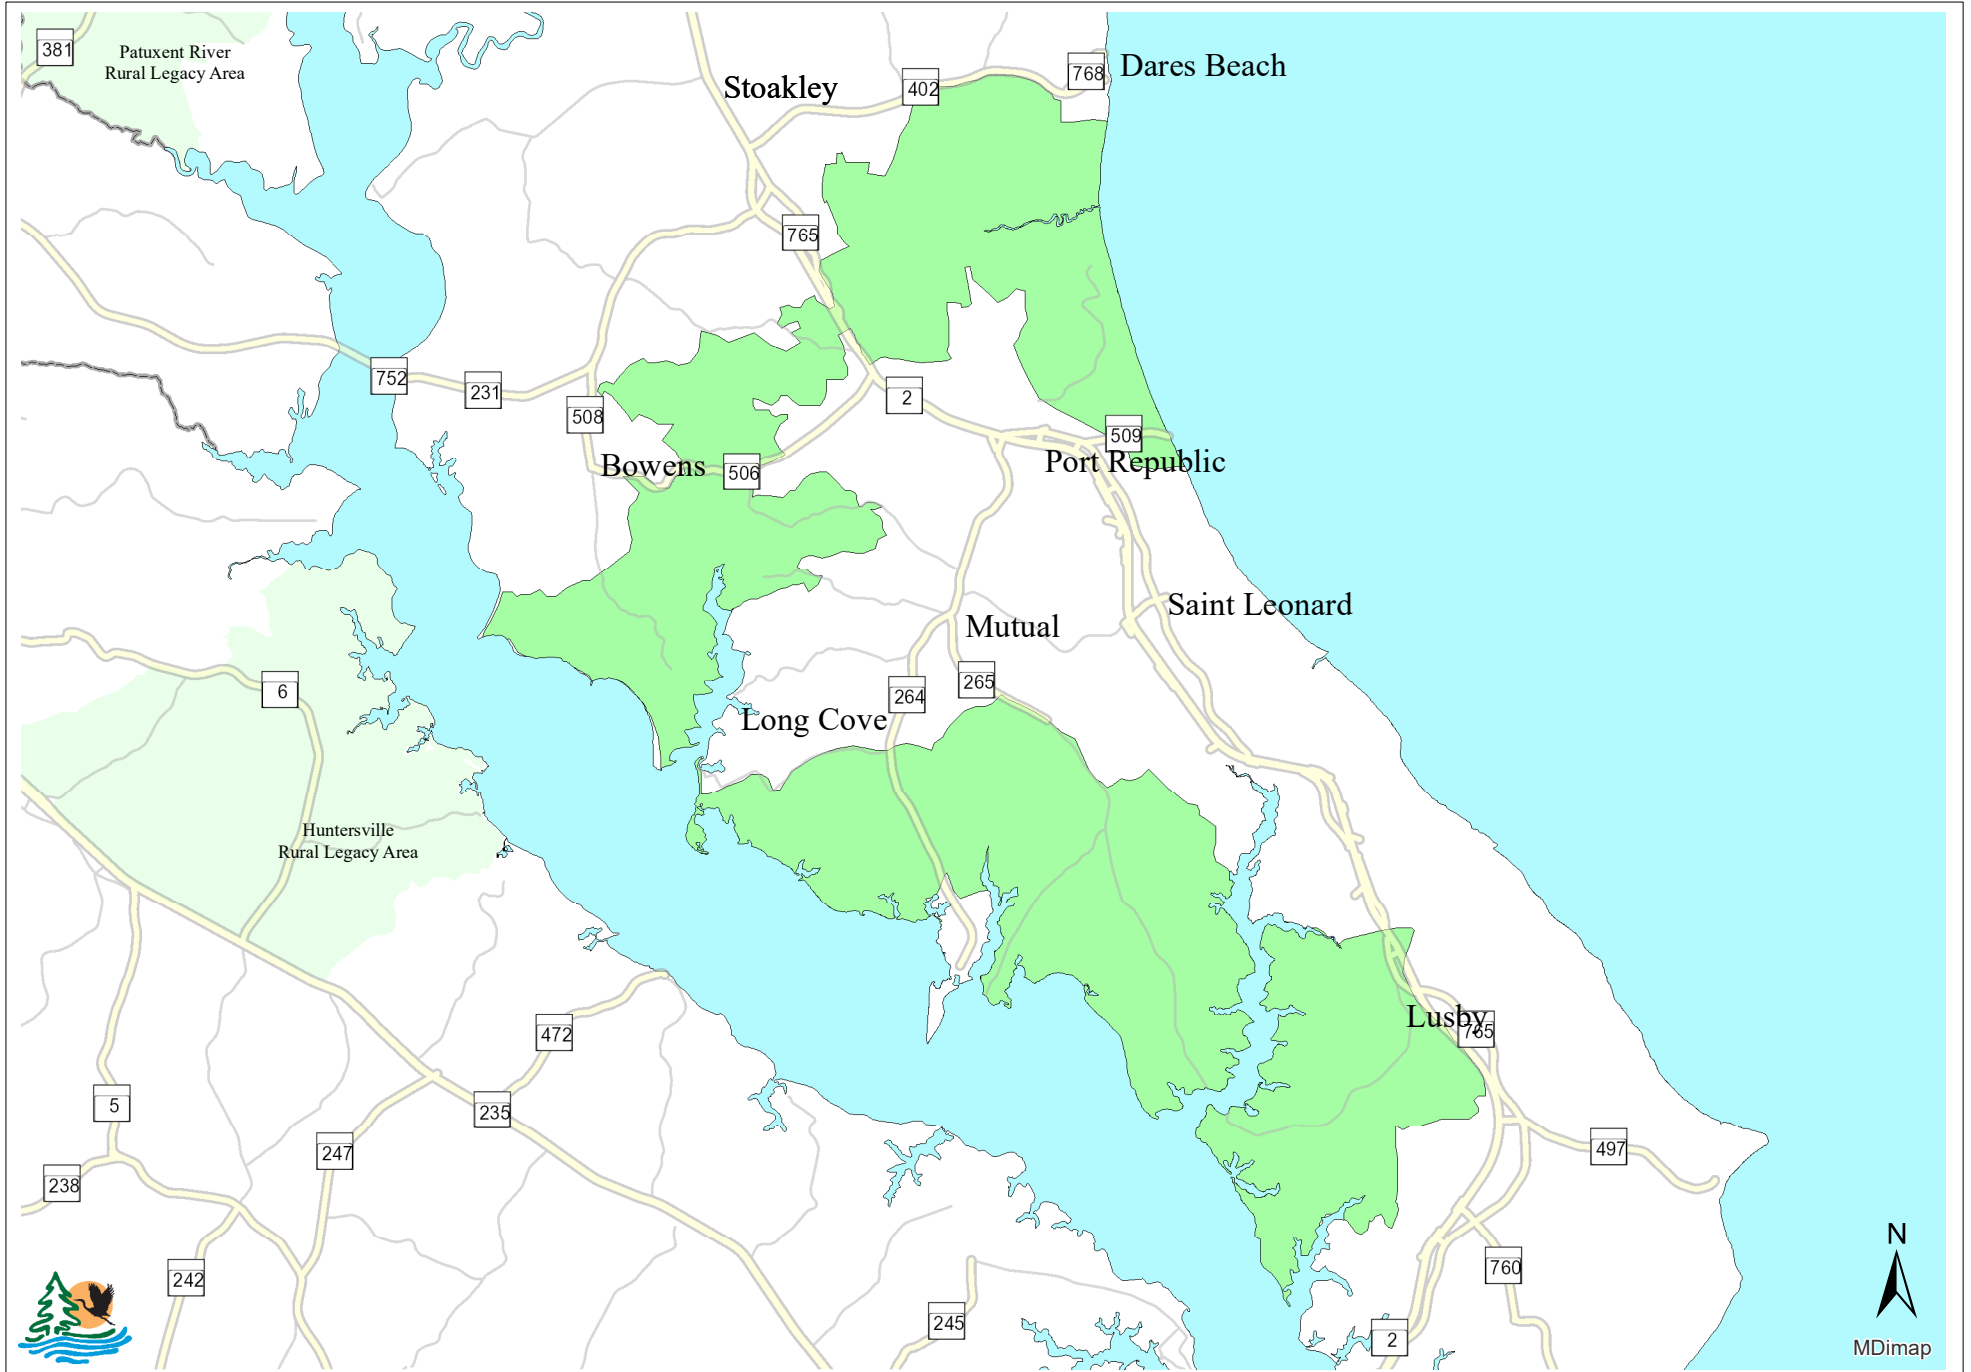 381
Patuxent River
Rural Legacy Area
Stoakley
402
768
Dares Beach
765
752
231
508
2
509
Bowens
506
Port Republic
Saint Leonard
Mutual
6
264
265
Long Cove
Huntersville
Rural Legacy Area
472
Lusby
765
5
235
247
497
238
242
760
245
2
N
MDimap